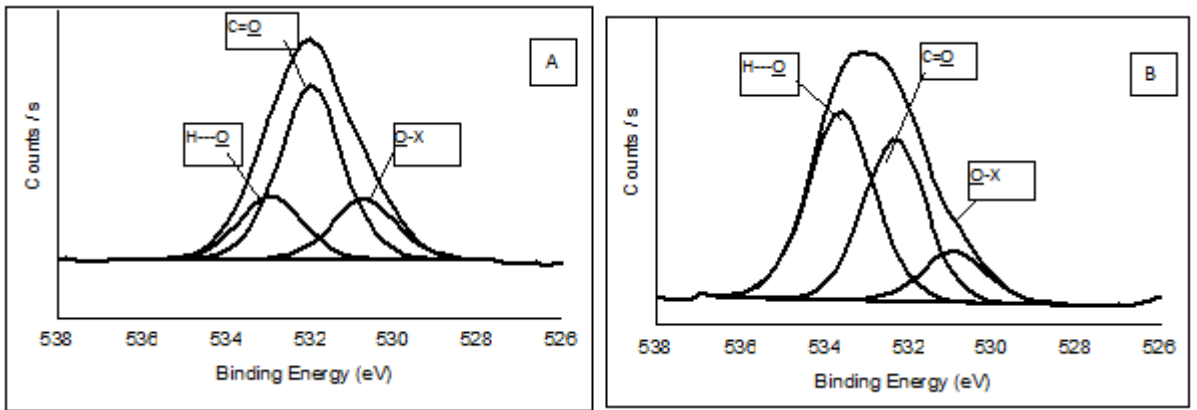 C=O
A
H---O
O-X
Counts / s
538 536 534 532 530 528 526
Binding Energy (eV)
H---O
C=O
B
O-X
Counts / s
538 536 534 532 530 528 526
Binding Energy (eV)